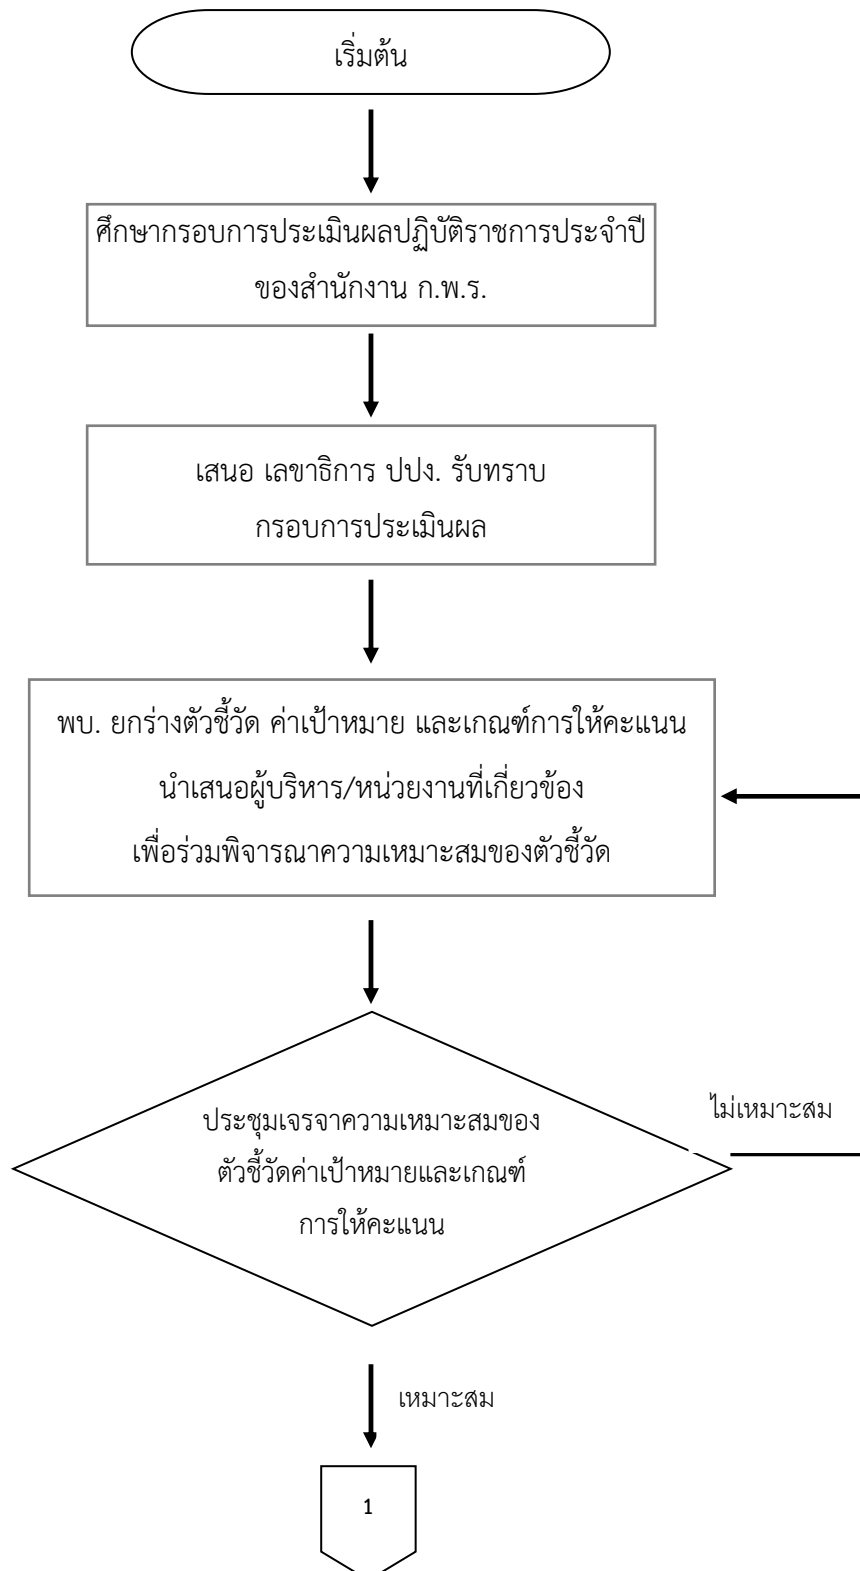 เริ่มต้น
ศึกษากรอบการประเมินผลปฏิบัติราชการประจำปี
ของสำนักงาน ก.พ.ร.
เสนอ เลขาธิการ ปปง. รับทราบ
กรอบการประเมินผล
พบ. ยกร่างตัวชี้วัด ค่าเป้าหมาย และเกณฑ์การให้คะแนน
นำเสนอผู้บริหาร/หน่วยงานที่เกี่ยวข้อง
เพื่อร่วมพิจารณาความเหมาะสมของตัวชี้วัด
ไม่เหมาะสม
ประชุมเจรจาความเหมาะสมของ
ตัวชี้วัดค่าเป้าหมายและเกณฑ์
การให้คะแนน
เหมาะสม
1